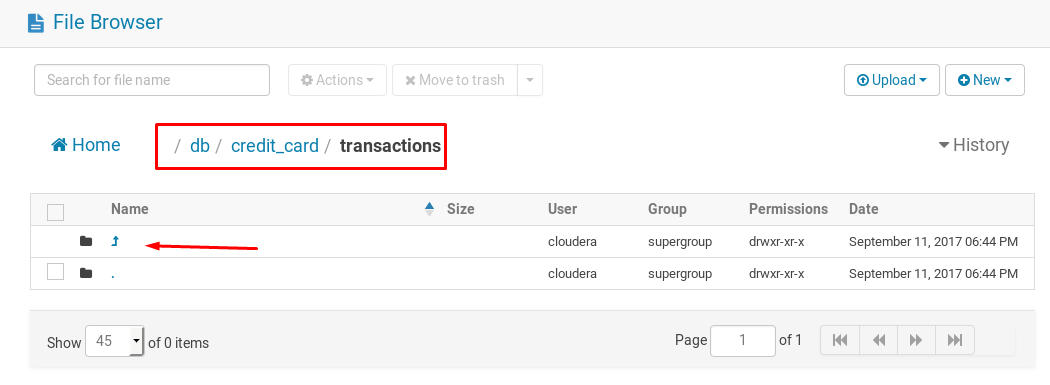 File Browser
Search for file name Actions Move to trash Upload New
Home / db / credit_card / transactions History
Name Size User Group Permissions Date
cloudera supergroup drwxr-xr-x September 11, 2017 06:44 PM
. cloudera supergroup drwxr-xr-x September 11, 2017 06:44 PM
Show 45 of 0 items Page 1 of 1